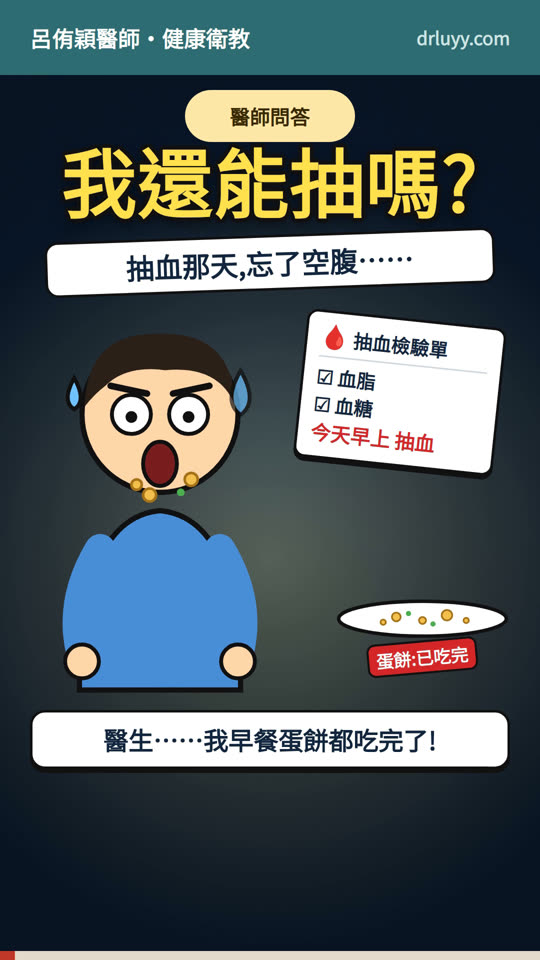 呂侑穎醫師・健康衛教
drluyy.com
醫師問答
我還能抽嗎?
抽血那天,忘了空腹⋯⋯
抽血檢驗單
☑ 血脂
☑ 血糖
今天早上 抽血
蛋餅:已吃完
醫生⋯⋯我早餐蛋餅都吃完了!